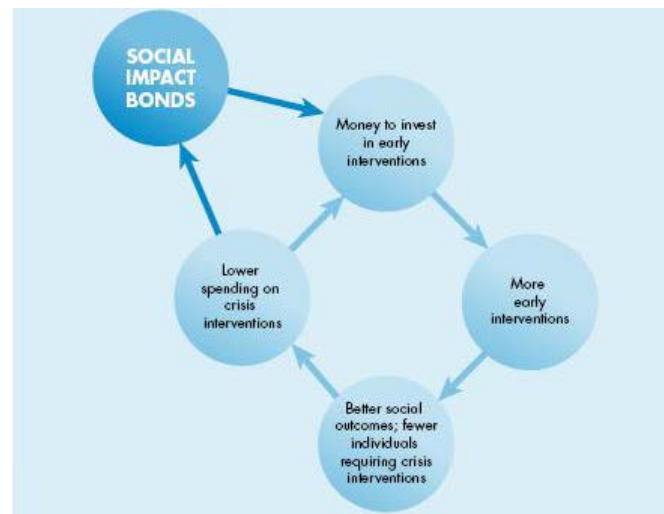 SOCIAL
IMPACT
BONDS
Money to invest
in early
interventions
Lower
spending on
crisis
interventions
More
early
interventions
Better social
outcomes; fewer
individuals
requiring crisis
interventions